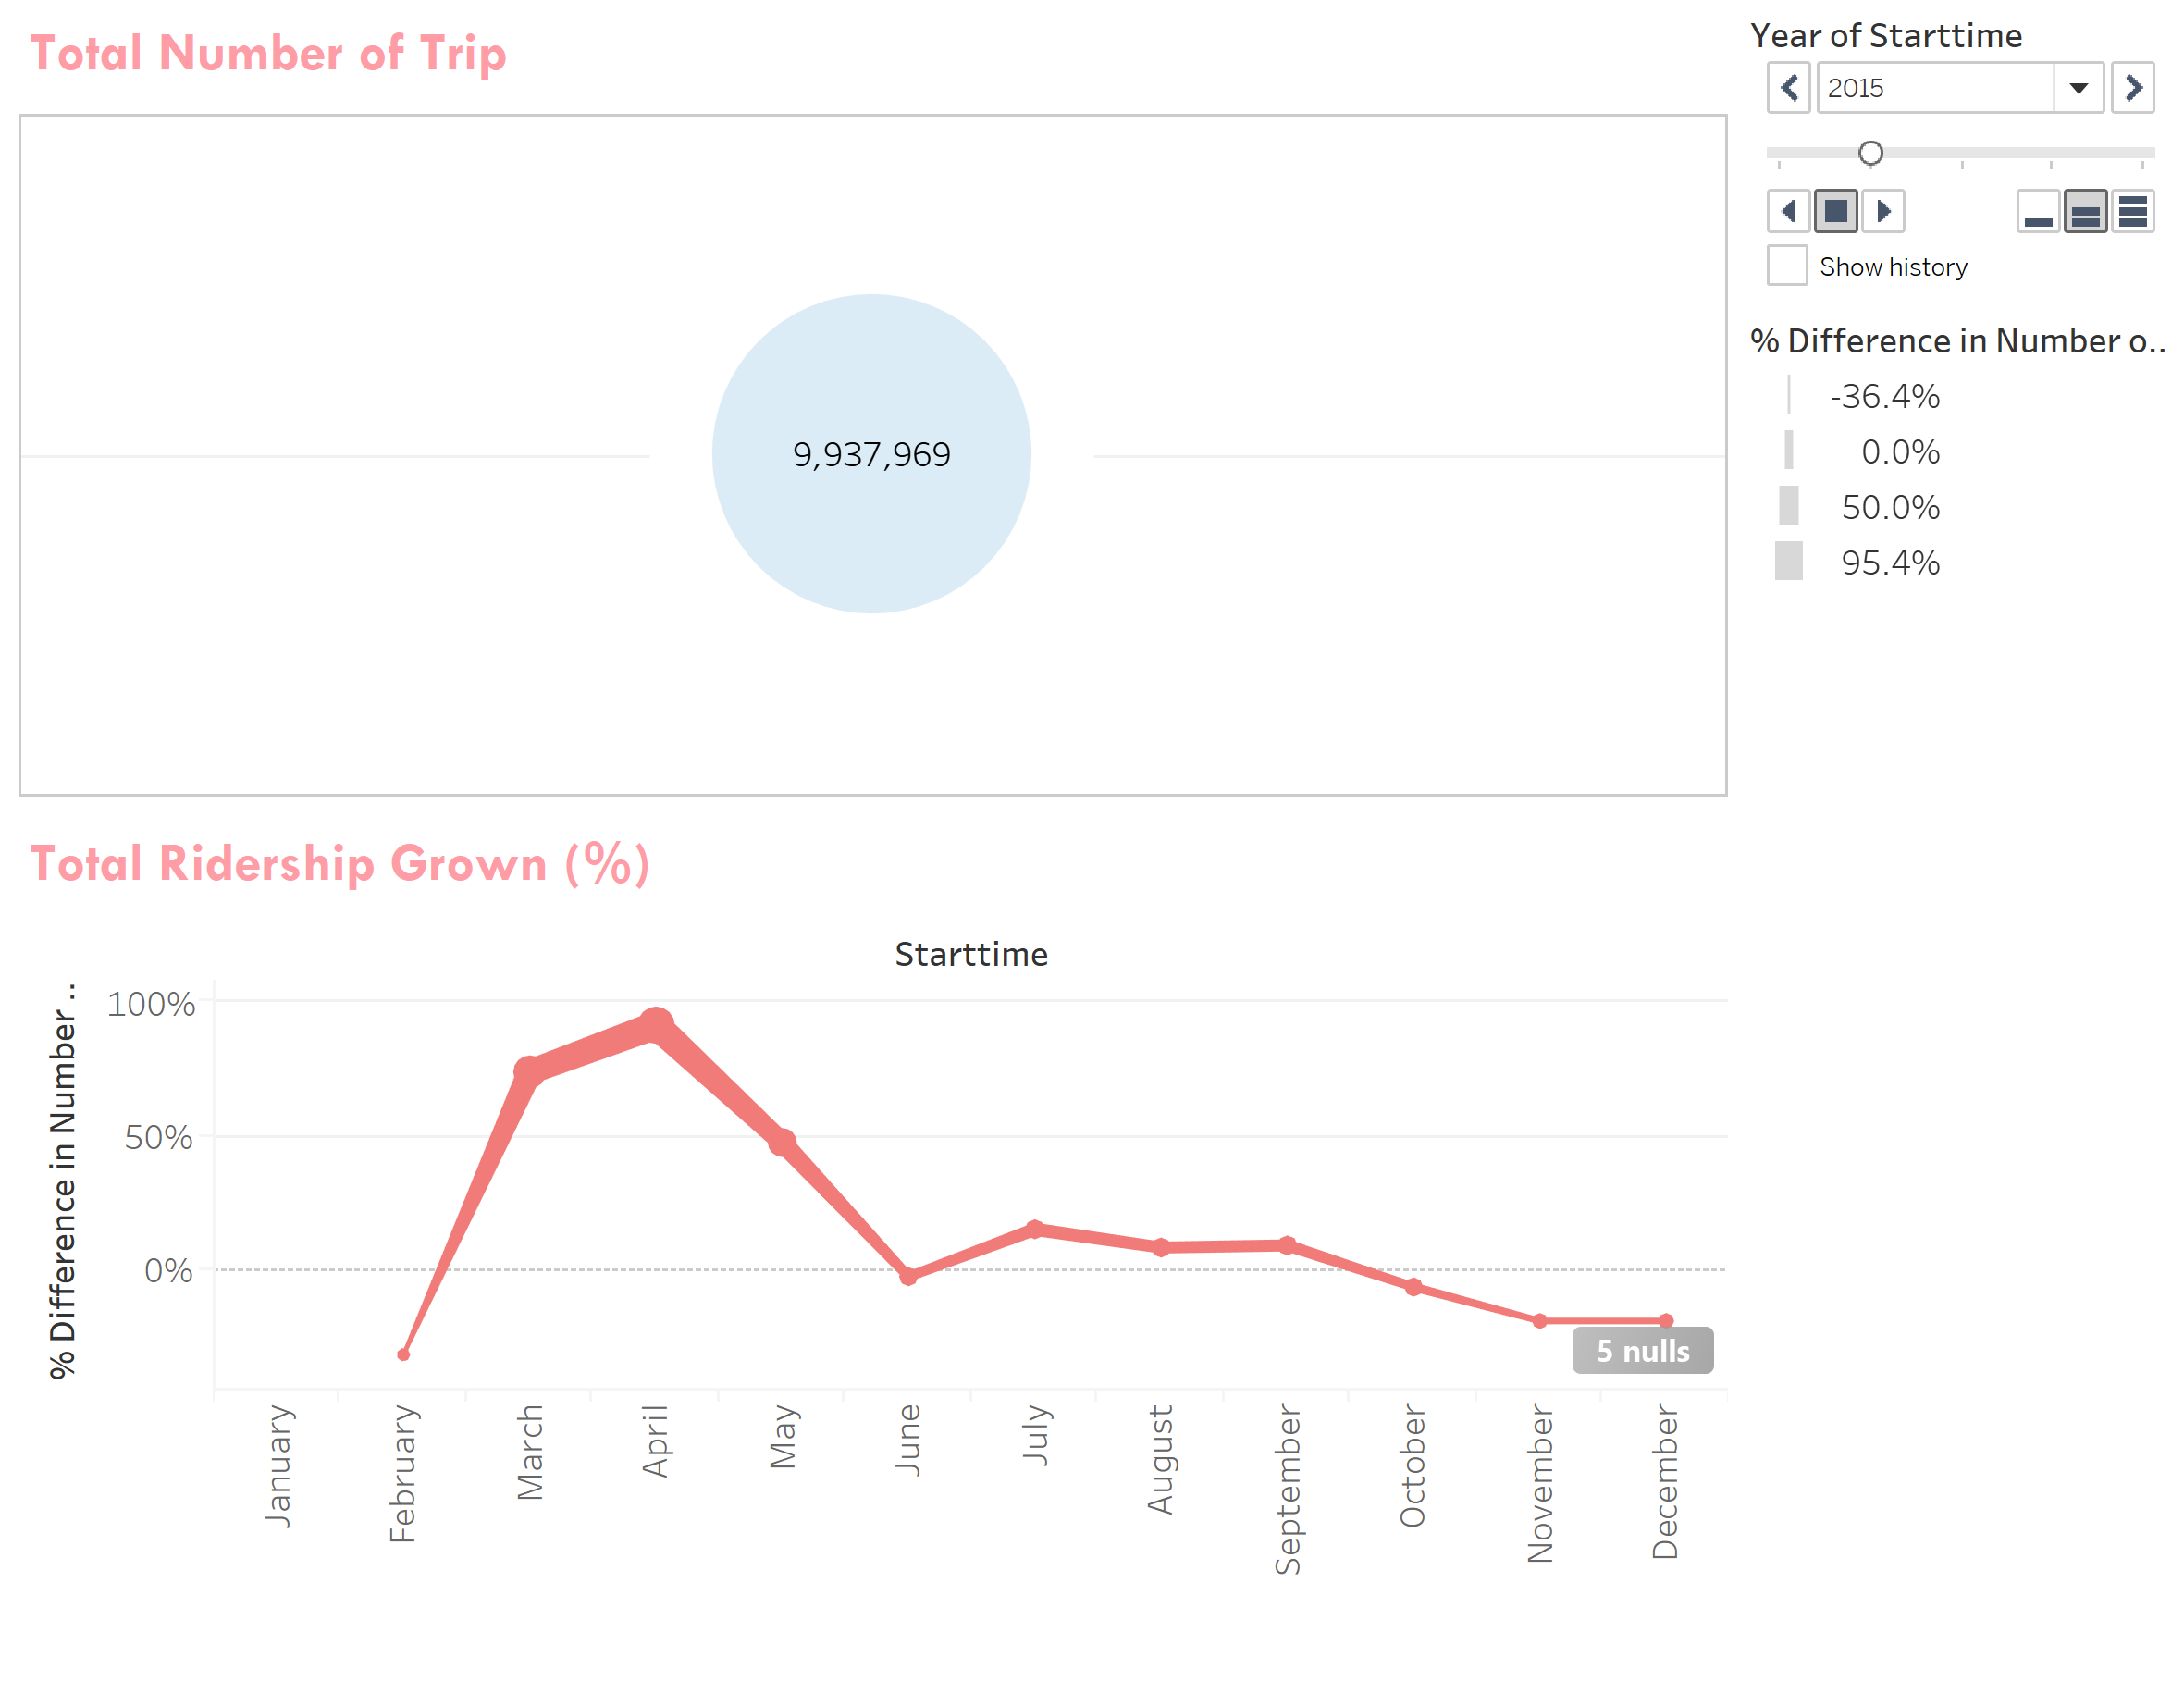 Total Number of Trip
9,937,969
Year of Starttime
2015
Show history
% Difference in Number o..
-36.4%
0.0%
50.0%
95.4%
Total Ridership Grown (%)
Starttime
% Difference in Number ..
100%
50%
0%
5 nulls
January
February
March
April
May
June
July
August
September
October
November
December